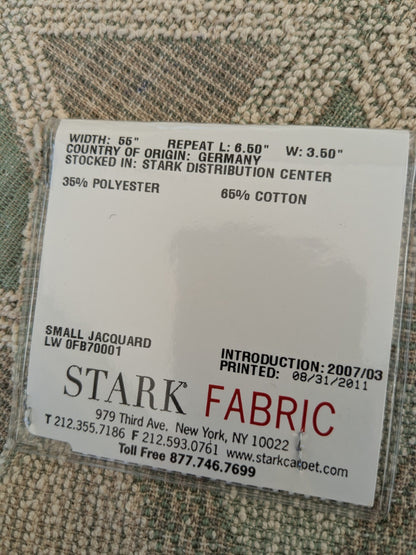 WIDTH: 55" REPEAT L: 6.50" W: 3.50"
COUNTRY OF ORIGIN: GERMANY
STOCKED IN: STARK DISTRIBUTION CENTER
35% POLYESTER 65% COTTON
SMALL JACQUARD
LW 0FB70001
INTRODUCTION: 2007/03
PRINTED: 08/31/2011
STARK® FABRIC
979 Third Ave. New York, NY 10022
T 212.355.7186 F 212.593.0761 www.starkcarpet.com
Toll Free 877.746.7699